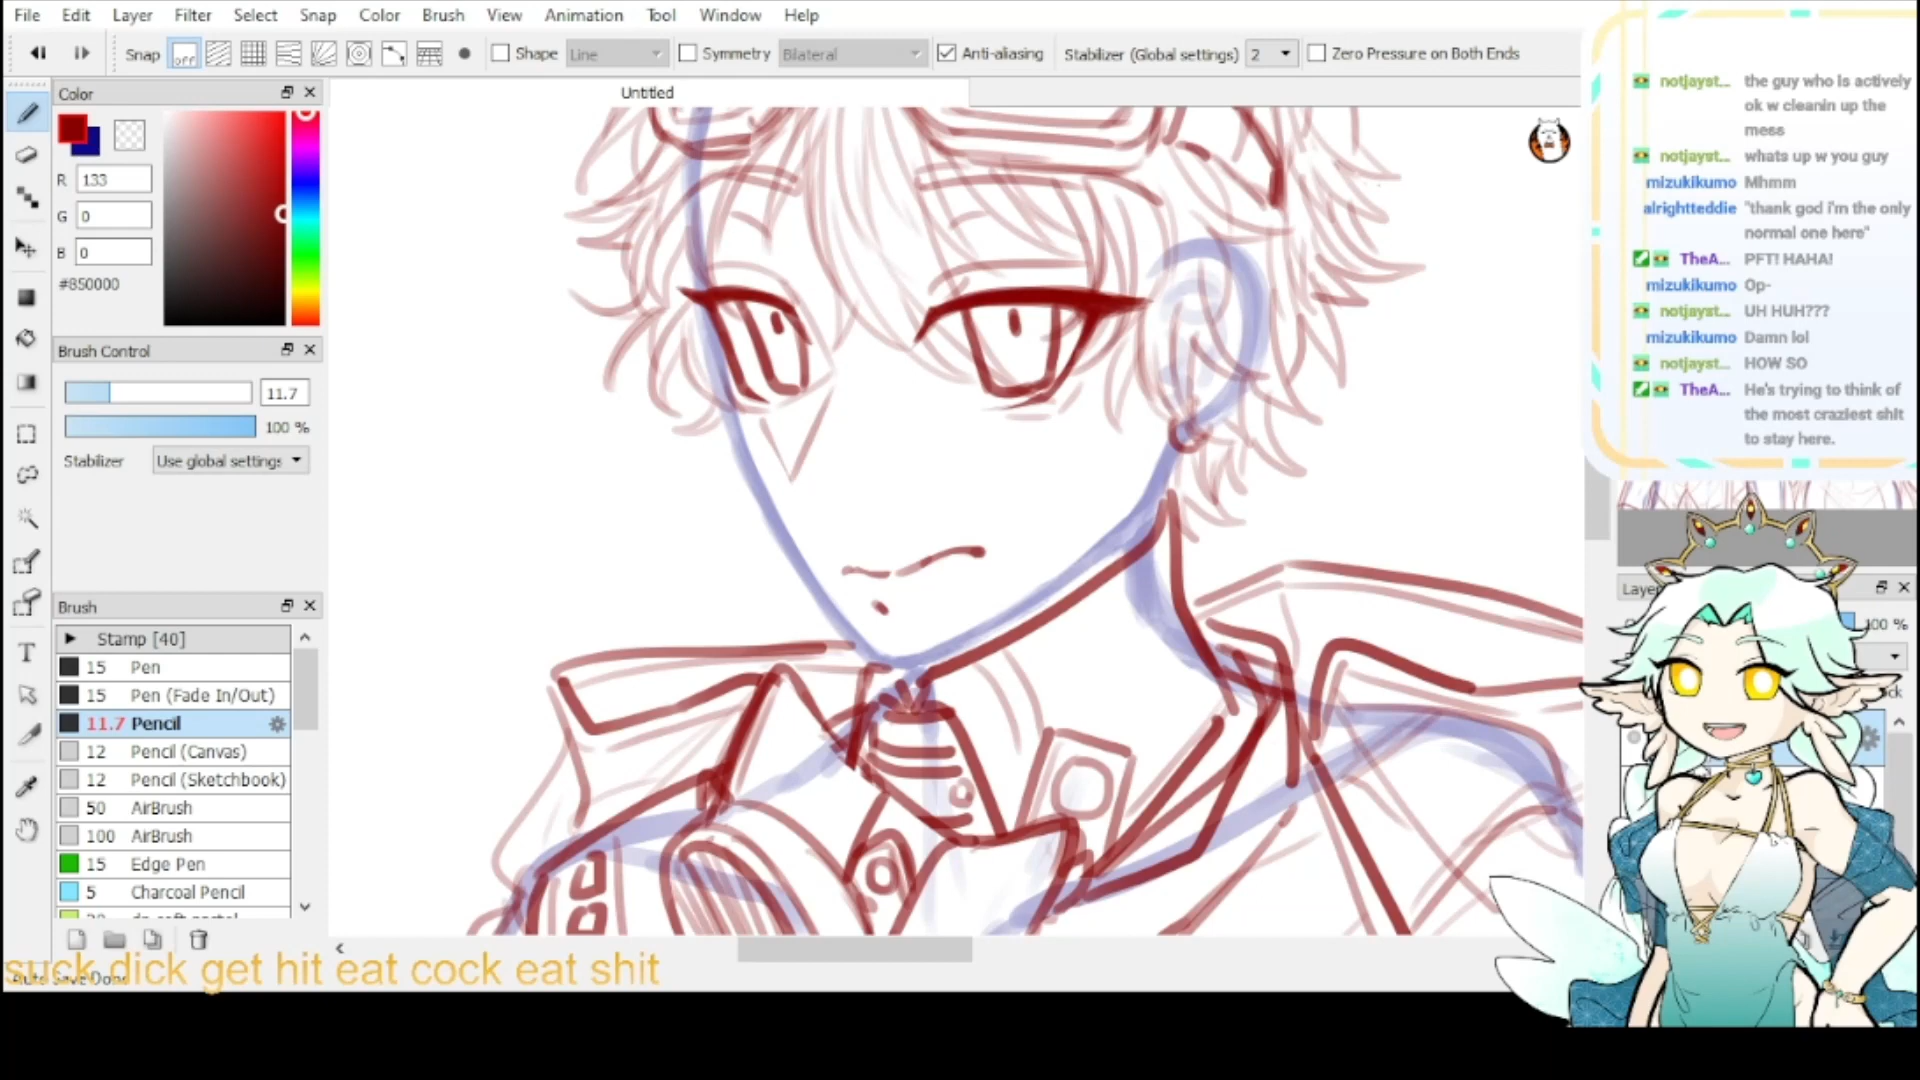 File Edit Layer Filter Select Snap Color Brush View Animation Tool Window Help
Snap off Shape Line Symmetry Bilateral Anti-aliasing Stabilizer (Global settings) 2 Zero Pressure on Both Ends
Color
Untitled
R 133
G 0
B 0
#850000
Brush Control
11.7
100 %
Stabilizer Use global settings
Brush
Stamp [40]
15 Pen
15 Pen (Fade In/Out)
11.7 Pencil
12 Pencil (Canvas)
12 Pencil (Sketchbook)
50 AirBrush
100 AirBrush
15 Edge Pen
5 Charcoal Pencil
suck dick get hit eat cock eat shit
notjayst... the guy who is actively
ok w cleanin up the
mess
notjayst... whats up w you guy
mizukikumo Mhmm
alrightteddie "thank god i'm the only
normal one here"
TheA... PFT! HAHA!
mizukikumo Op-
notjayst... UH HUH???
mizukikumo Damn lol
notjayst... HOW SO
TheA... He's trying to think of
the most craziest shit
to stay here.
100 %